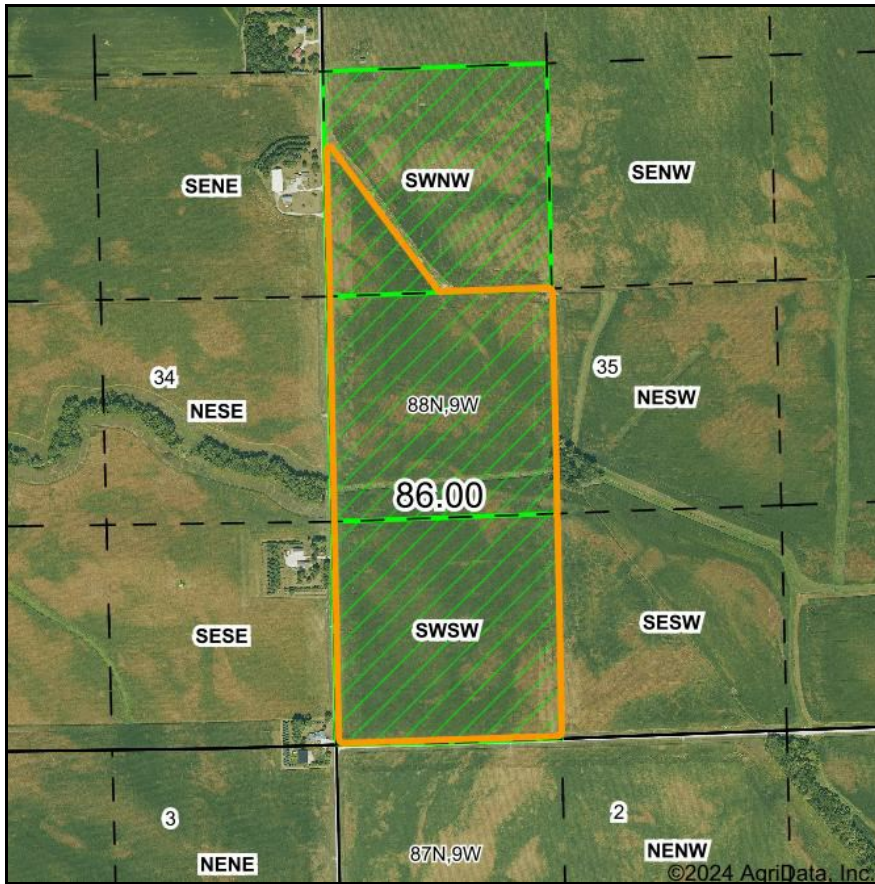 SENE
SWNW
SENW
34
35
NESE
88N,9W
NESW
86.00
SESE
SWSW
SESW
3
2
NENE
87N,9W
NENW
©2024 AgriData, Inc.